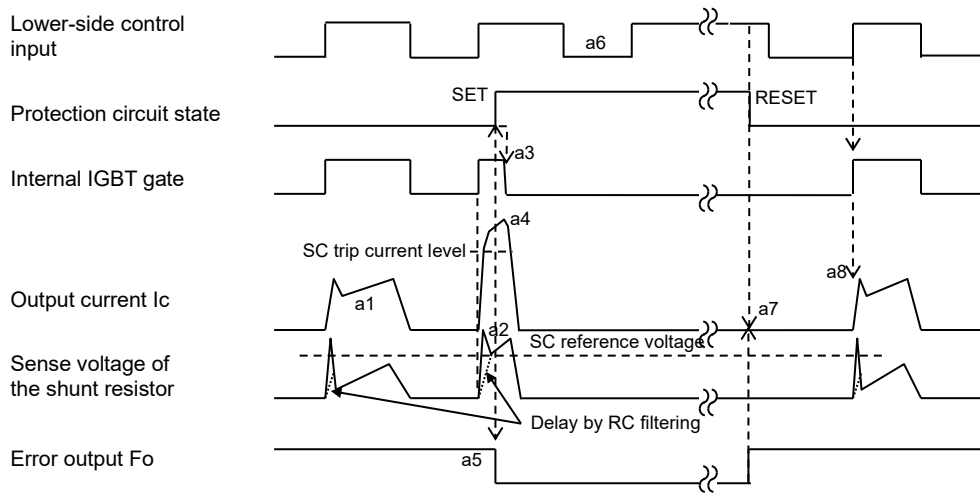 Lower-side control
input
a6
SET
RESET
Protection circuit state
a3
Internal IGBT gate
a4
SC trip current level
a8
Output current Ic
a1
a7
a2
SC reference voltage
Sense voltage of
the shunt resistor
Delay by RC filtering
Error output Fo
a5